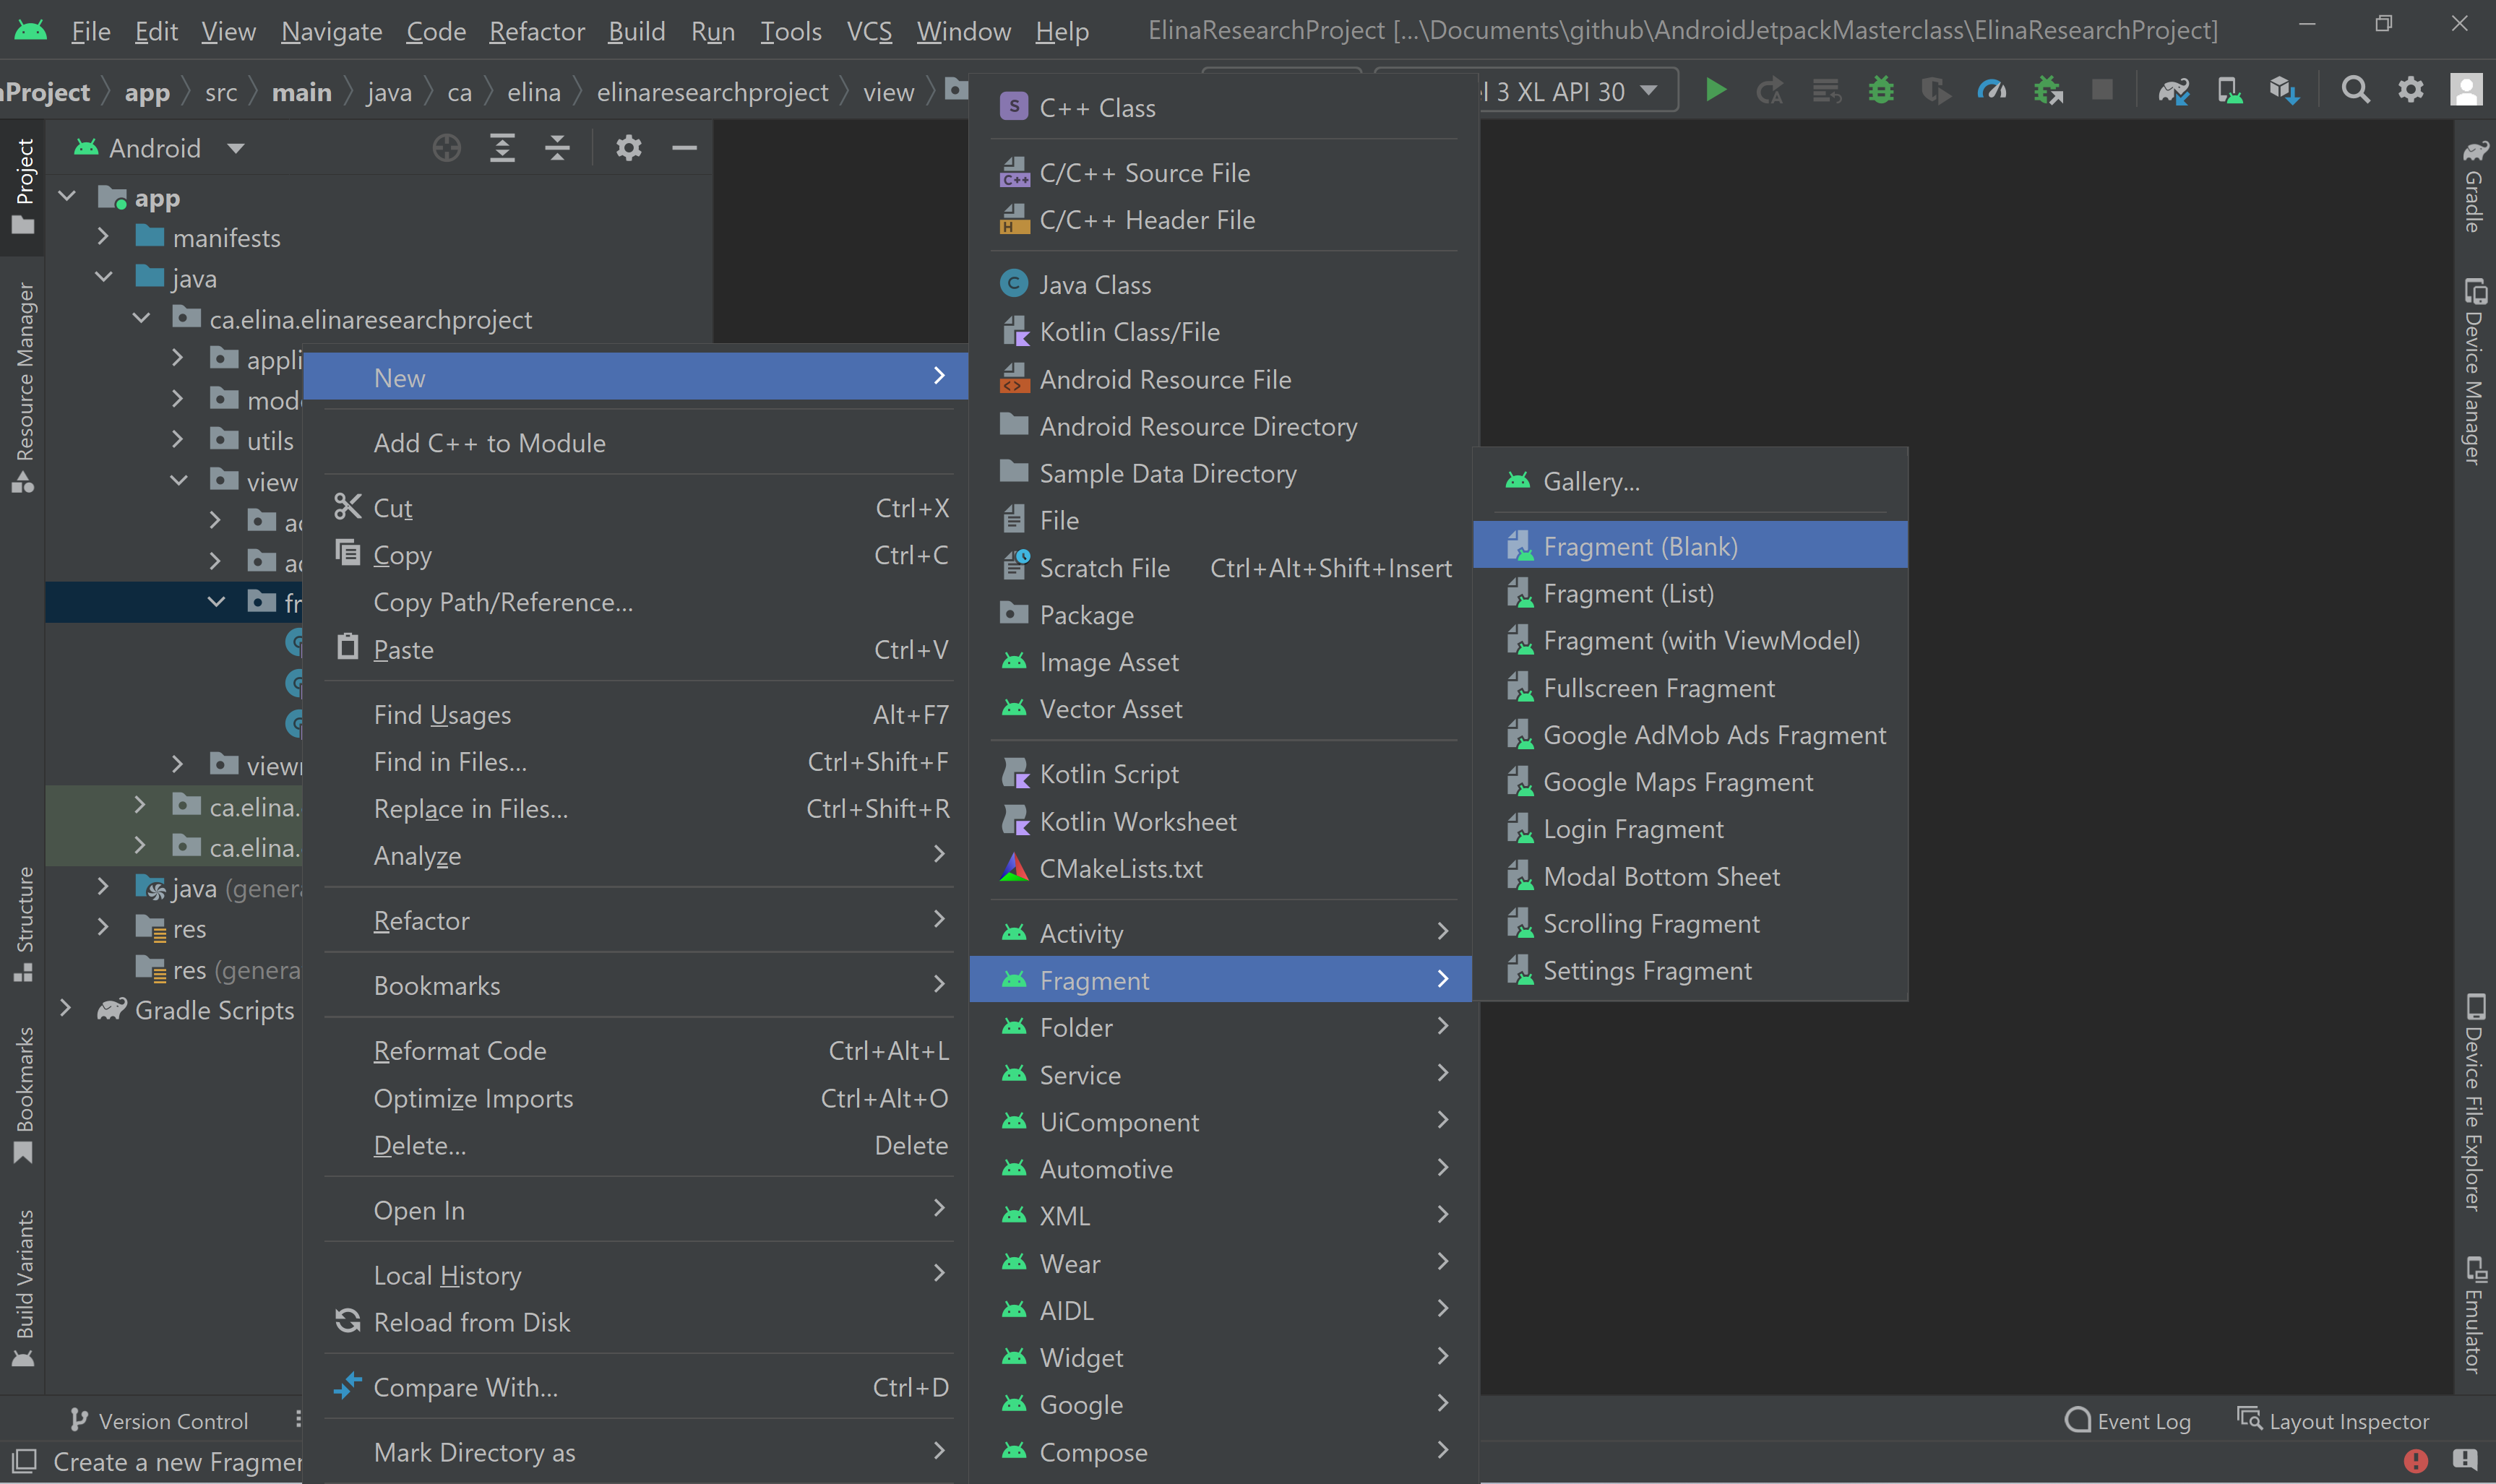 File Edit View Navigate Code Refactor Build Run Tools VCS Window Help ElinaResearchProject [...\Documents\github\AndroidJetpackMasterclass\ElinaResearchProject]
app src main java ca elina elinaresearchproject view 3 XL API 30
Android
Project
Resource Manager
Structure
Bookmarks
Build Variants
app
manifests
java
ca.elina.elinaresearchproject
utils
view
ca.elina.
ca.elina.
java
res
res
Gradle Scripts
New
Add C++ to Module
Cut Ctrl+X
Copy Ctrl+C
Copy Path/Reference...
Paste Ctrl+V
Find Usages Alt+F7
Find in Files... Ctrl+Shift+F
Replace in Files... Ctrl+Shift+R
Analyze
Refactor
Bookmarks
Reformat Code Ctrl+Alt+L
Optimize Imports Ctrl+Alt+O
Delete... Delete
Open In
Local History
Reload from Disk
Compare With... Ctrl+D
Mark Directory as
S C++ Class
C++ C/C++ Source File
H C/C++ Header File
C Java Class
Kotlin Class/File
<> Android Resource File
Android Resource Directory
Sample Data Directory
File
Scratch File Ctrl+Alt+Shift+Insert
Package
Image Asset
Vector Asset
Kotlin Script
Kotlin Worksheet
CMakeLists.txt
Activity
Fragment
Folder
Service
UiComponent
Automotive
XML
Wear
AIDL
Widget
Google
Compose
Gallery...
Fragment (Blank)
Fragment (List)
Fragment (with ViewModel)
Fullscreen Fragment
Google AdMob Ads Fragment
Google Maps Fragment
Login Fragment
Modal Bottom Sheet
Scrolling Fragment
Settings Fragment
Gradle
Device Manager
Device File Explorer
Emulator
Version Control Event Log Layout Inspector
Create a new